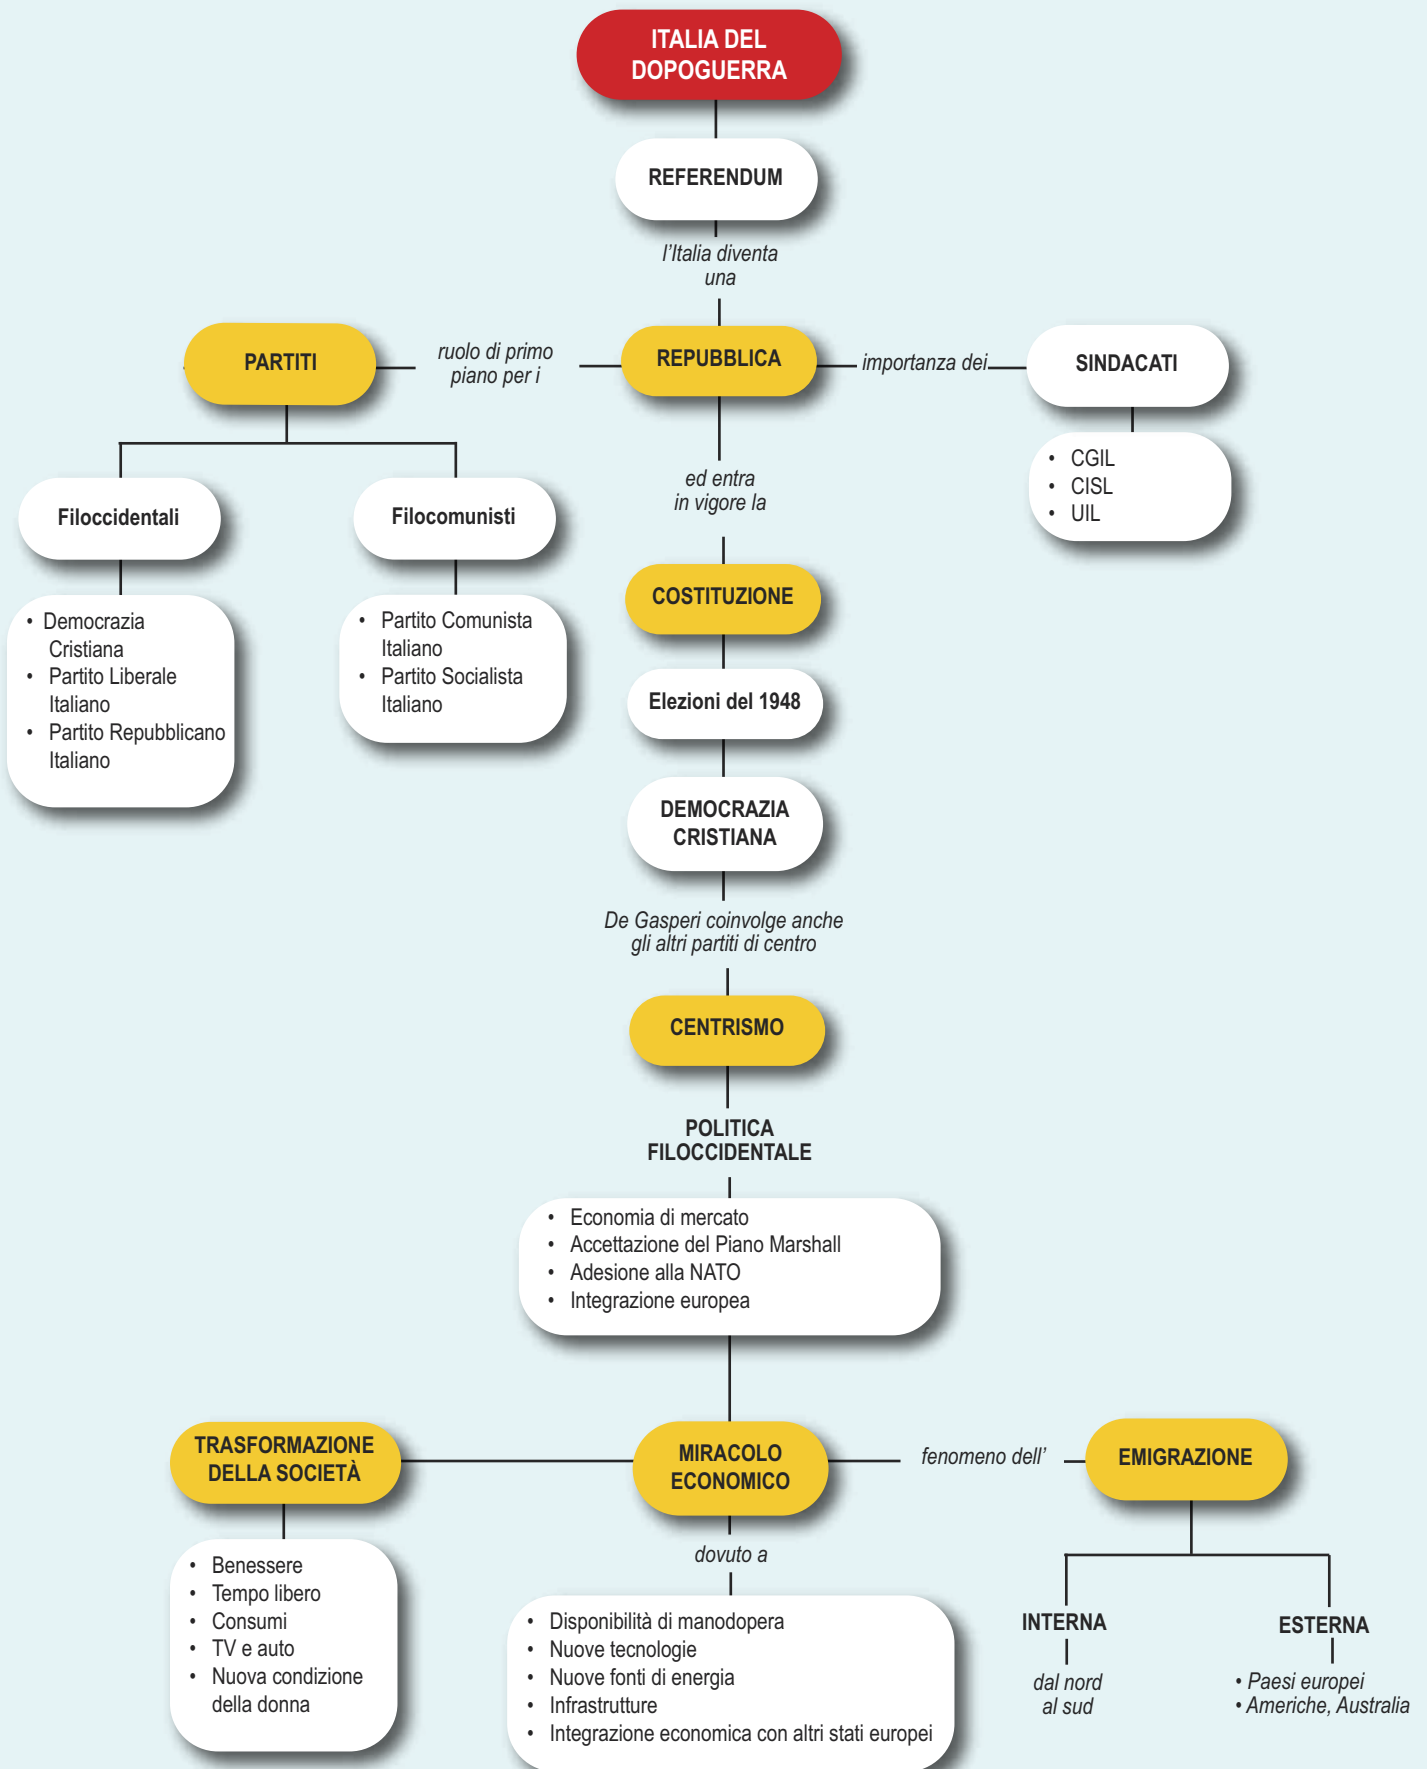 ITALIA DEL
DOPOGUERRA
REFERENDUM
l'Italia diventa
una
PARTITI
ruolo di primo
piano per i
REPUBBLICA
importanza dei
SINDACATI
• CGIL
• CISL
• UIL
ed entra
in vigore la
Filoccidentali
Filocomunisti
• Democrazia
Cristiana
• Partito Liberale
Italiano
• Partito Repubblicano
Italiano
• Partito Comunista
Italiano
• Partito Socialista
Italiano
COSTITUZIONE
Elezioni del 1948
DEMOCRAZIA
CRISTIANA
De Gasperi coinvolge anche
gli altri partiti di centro
CENTRISMO
POLITICA
FILOCCIDENTALE
• Economia di mercato
• Accettazione del Piano Marshall
• Adesione alla NATO
• Integrazione europea
TRASFORMAZIONE
DELLA SOCIETÀ
MIRACOLO
ECONOMICO
fenomeno dell'
EMIGRAZIONE
• Benessere
• Tempo libero
• Consumi
• TV e auto
• Nuova condizione
della donna
dovuto a
• Disponibilità di manodopera
• Nuove tecnologie
• Nuove fonti di energia
• Infrastrutture
• Integrazione economica con altri stati europei
INTERNA
dal nord
al sud
ESTERNA
• Paesi europei
• Americhe, Australia